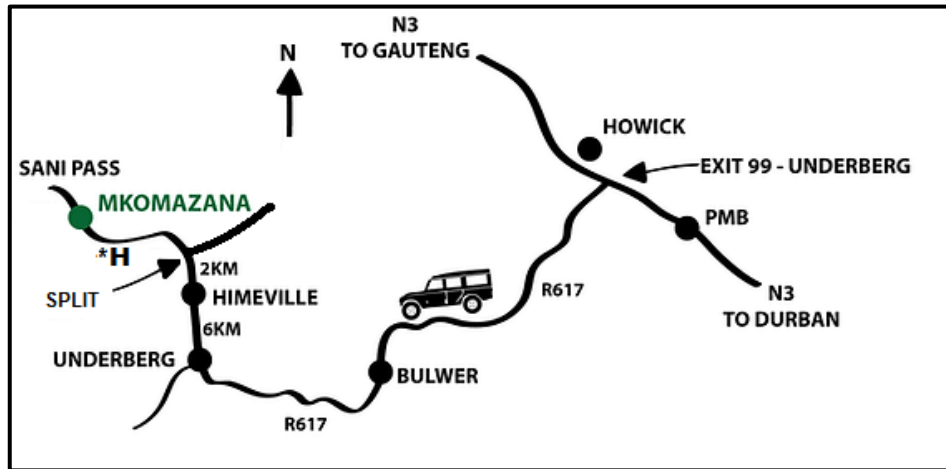 N3
TO GAUTENG
N
HOWICK
SANI PASS
EXIT 99 - UNDERBERG
MKOMAZANA
PMB
*H
2KM
SPLIT
HIMEVILLE
R617
N3
TO DURBAN
6KM
UNDERBERG
BULWER
R617